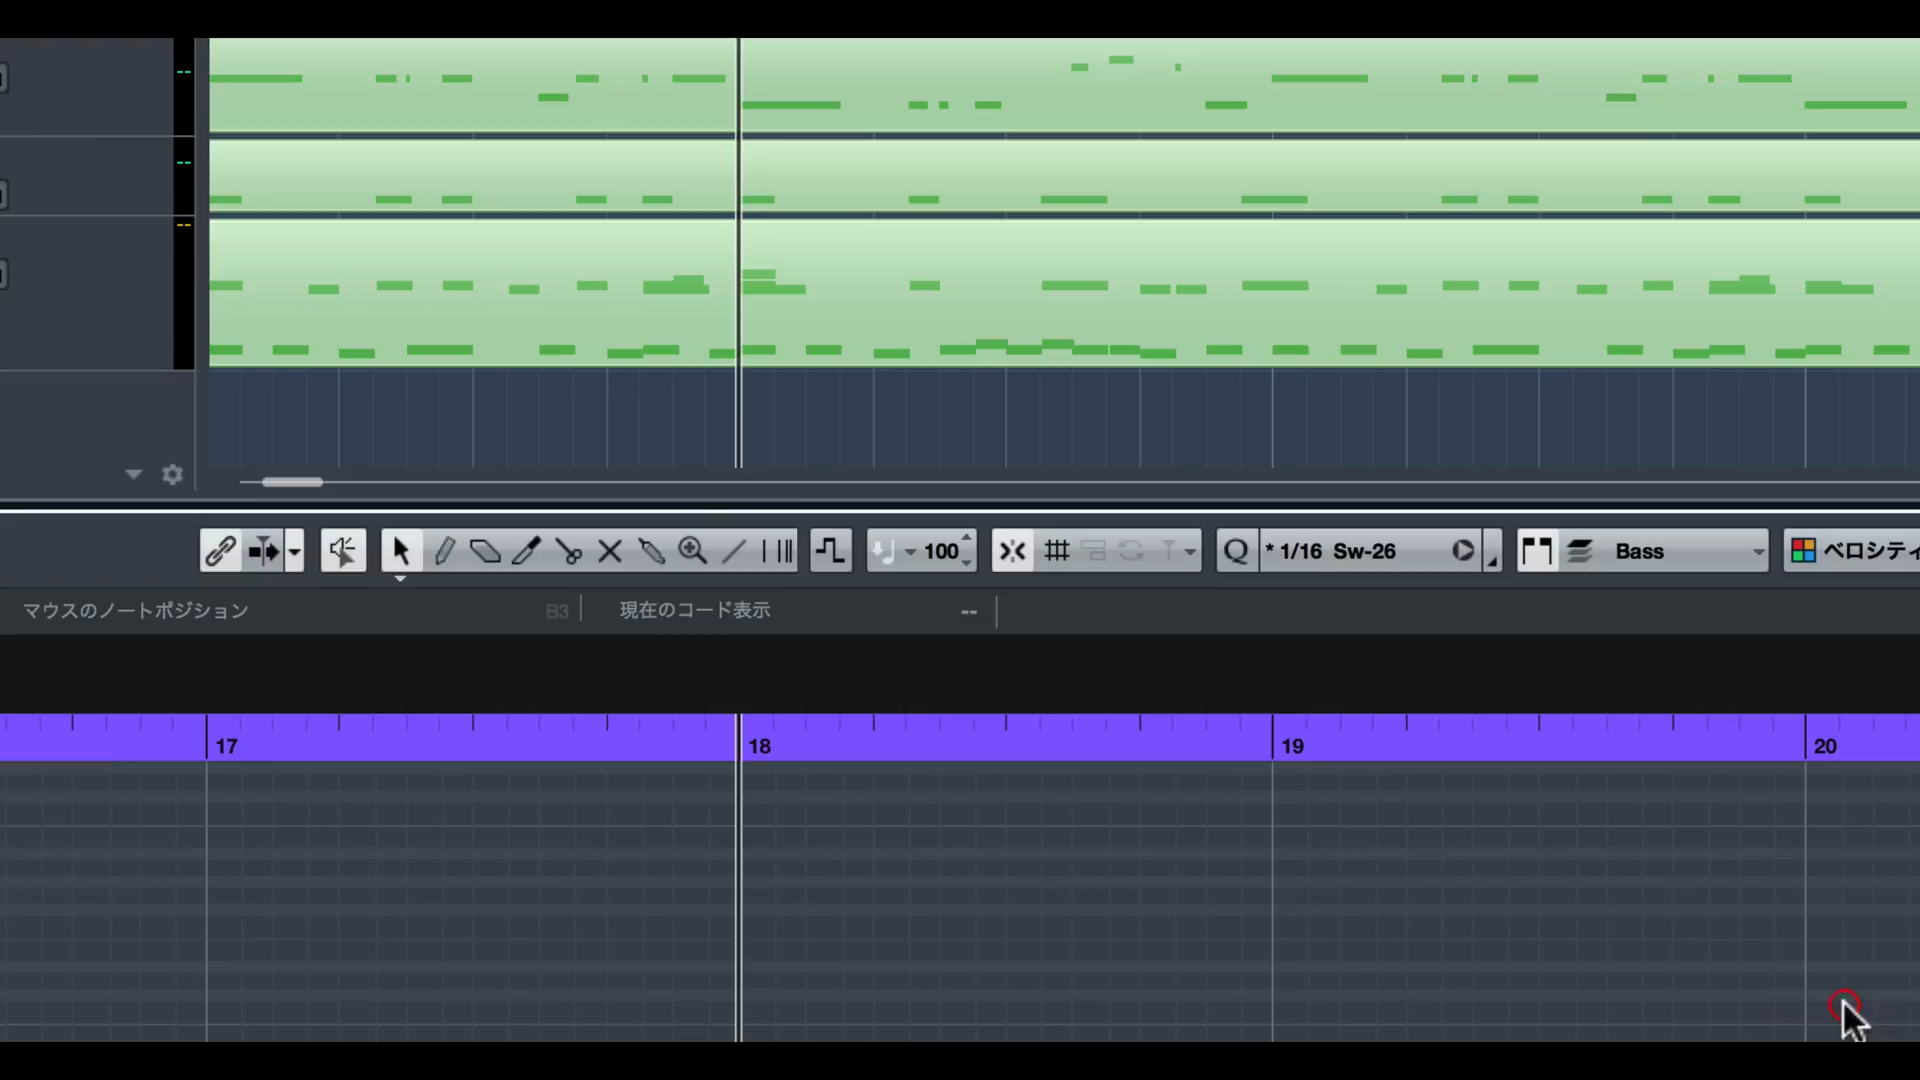 100
Q * 1/16 Sw-26
Bass
ベロシティ
マウスのノートポジション B3
現在のコード表示 --
17
18
19
20